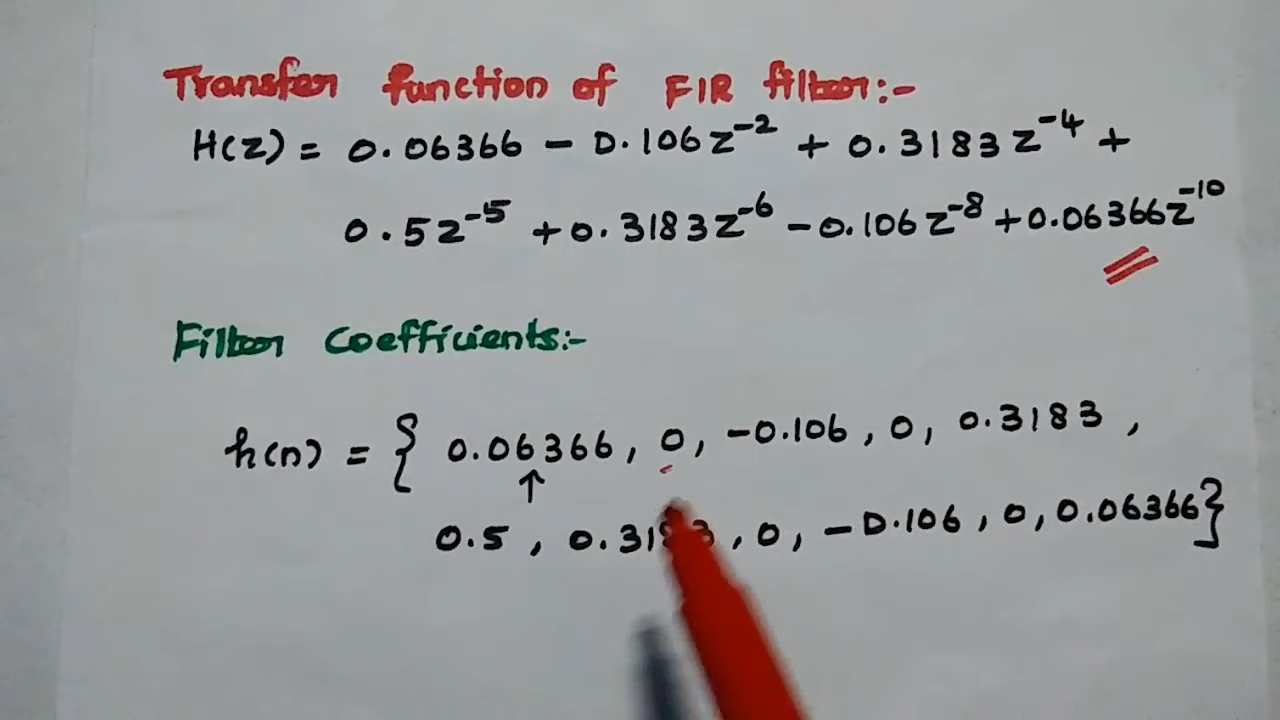 Transfer function of FIR filter:-
H(z) = 0.06366 - 0.106z⁻² + 0.3183z⁻⁴ +
0.5z⁻⁵ + 0.3183z⁻⁶ - 0.106z⁻⁸ + 0.06366z⁻¹⁰
Filter coefficients:-
h(n) = { 0.06366, 0, -0.106, 0, 0.3183,
↑
0.5, 0.3183, 0, -0.106, 0, 0.06366}